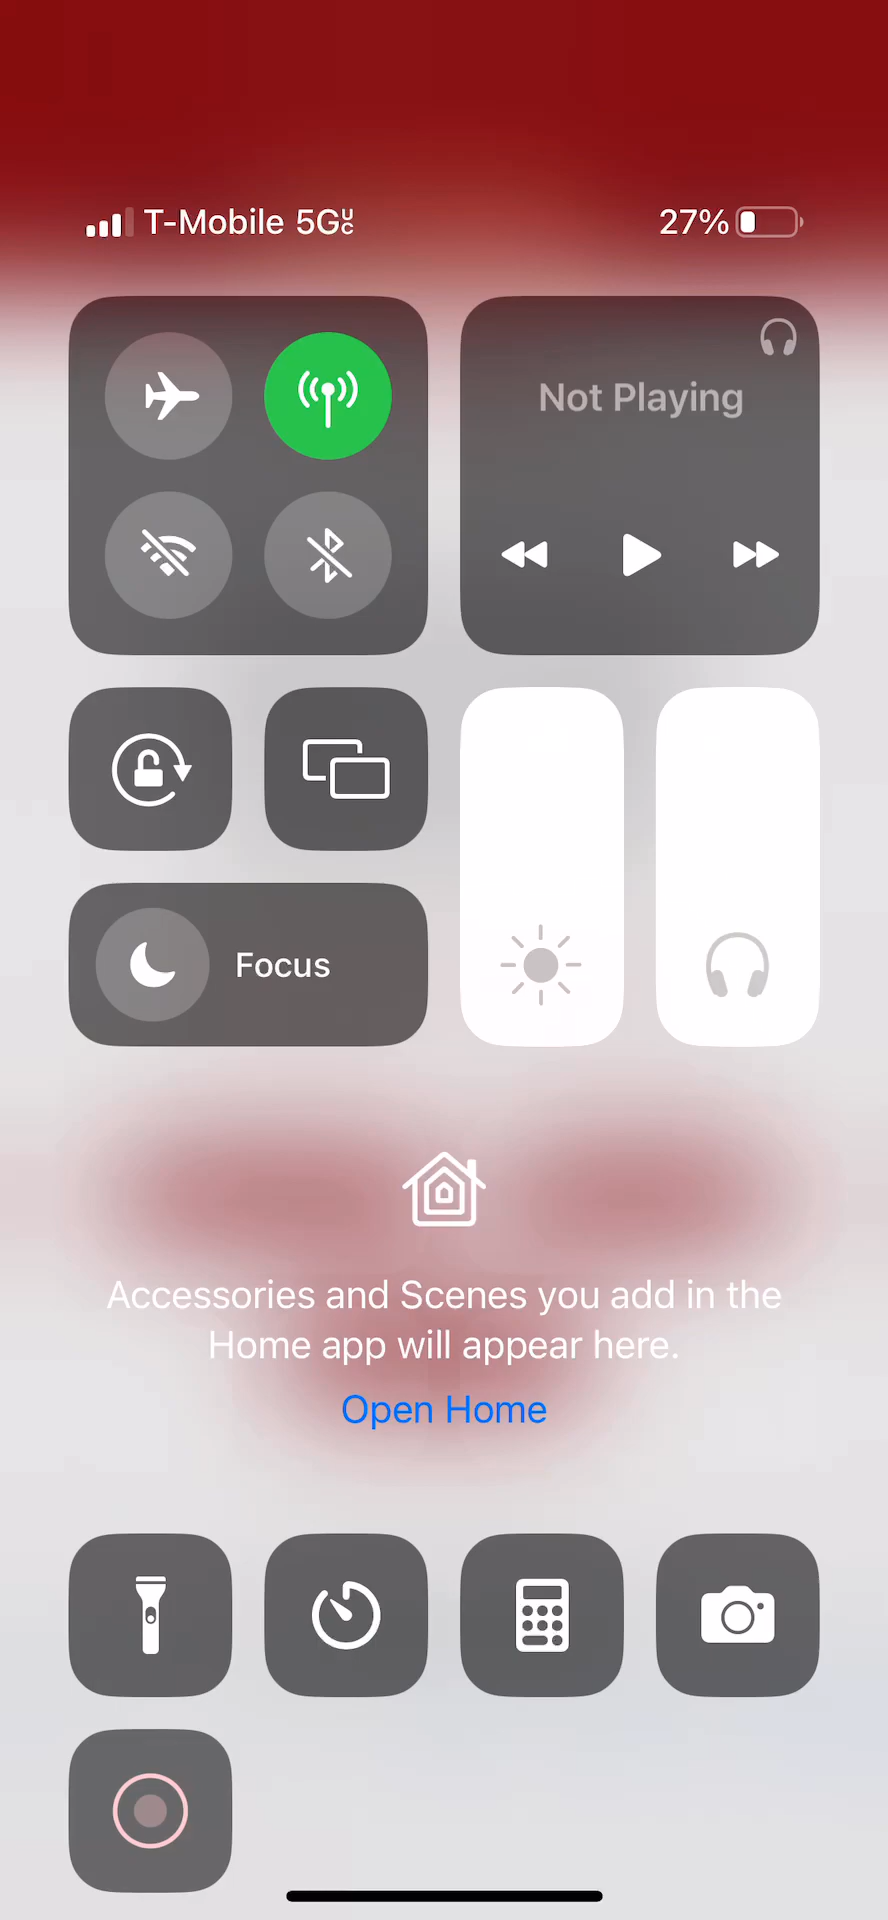 T-Mobile 5G UC 27%
Not Playing
Focus
Accessories and Scenes you add in the
Home app will appear here.
Open Home